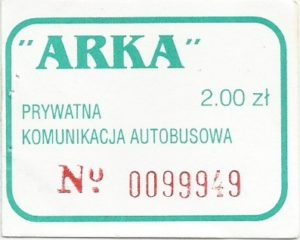 "ARKA"
2.00 zł
PRYWATNA
KOMUNIKACJA AUTOBUSOWA
Nº 0099949